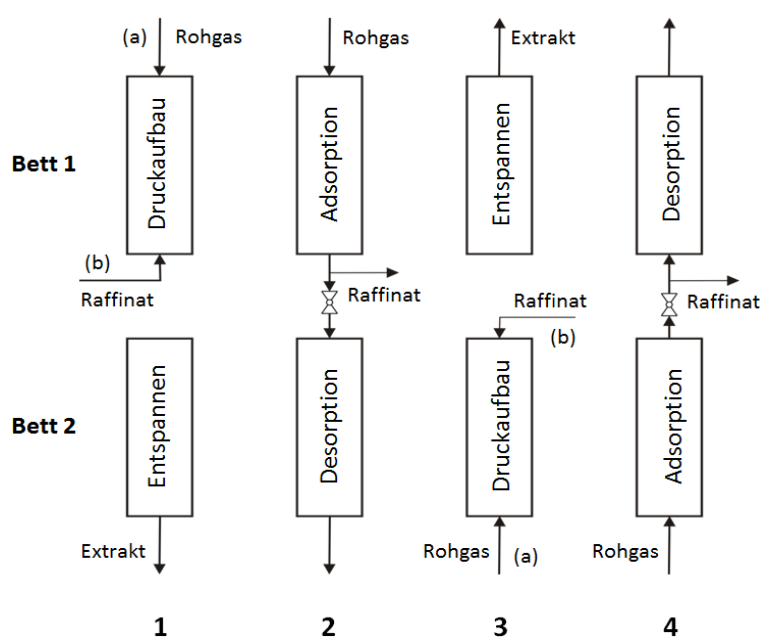 (a) Rohgas Rohgas Extrakt
Bett 1 Druckaufbau Adsorption Entspannen Desorption
(b)
Raffinat Raffinat Raffinat Raffinat
(b)
Bett 2 Entspannen Desorption Druckaufbau Adsorption
Extrakt Rohgas (a) Rohgas
1 2 3 4